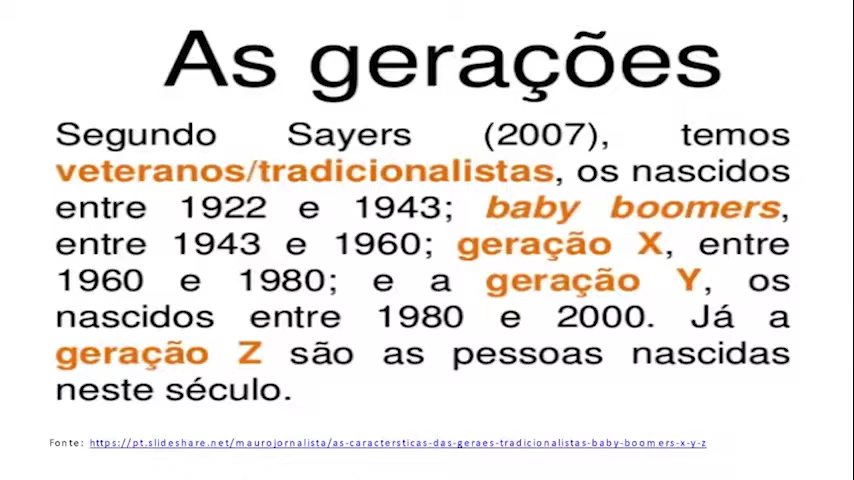 As gerações
Segundo Sayers (2007), temos
veteranos/tradicionalistas, os nascidos
entre 1922 e 1943; baby boomers,
entre 1943 e 1960; geração X, entre
1960 e 1980; e a geração Y, os
nascidos entre 1980 e 2000. Já a
geração Z são as pessoas nascidas
neste século.
Fonte: https://pt.slideshare.net/maurojornalista/as-caractersticas-das-geraes-tradicionalistas-baby-boomers-x-y-z